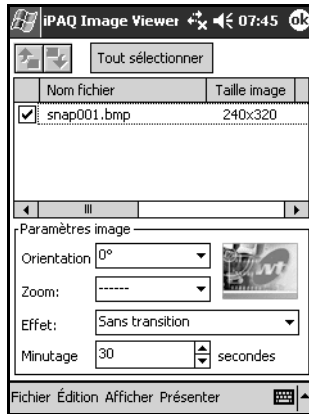 iPAQ Image Viewer 07:45 ok
Tout sélectionner
Nom fichier Taille image
snap001.bmp 240x320
Paramètres image
Orientation 0°
Zoom: ------
Effet: Sans transition
Minutage 30 secondes
Fichier Édition Afficher Présenter